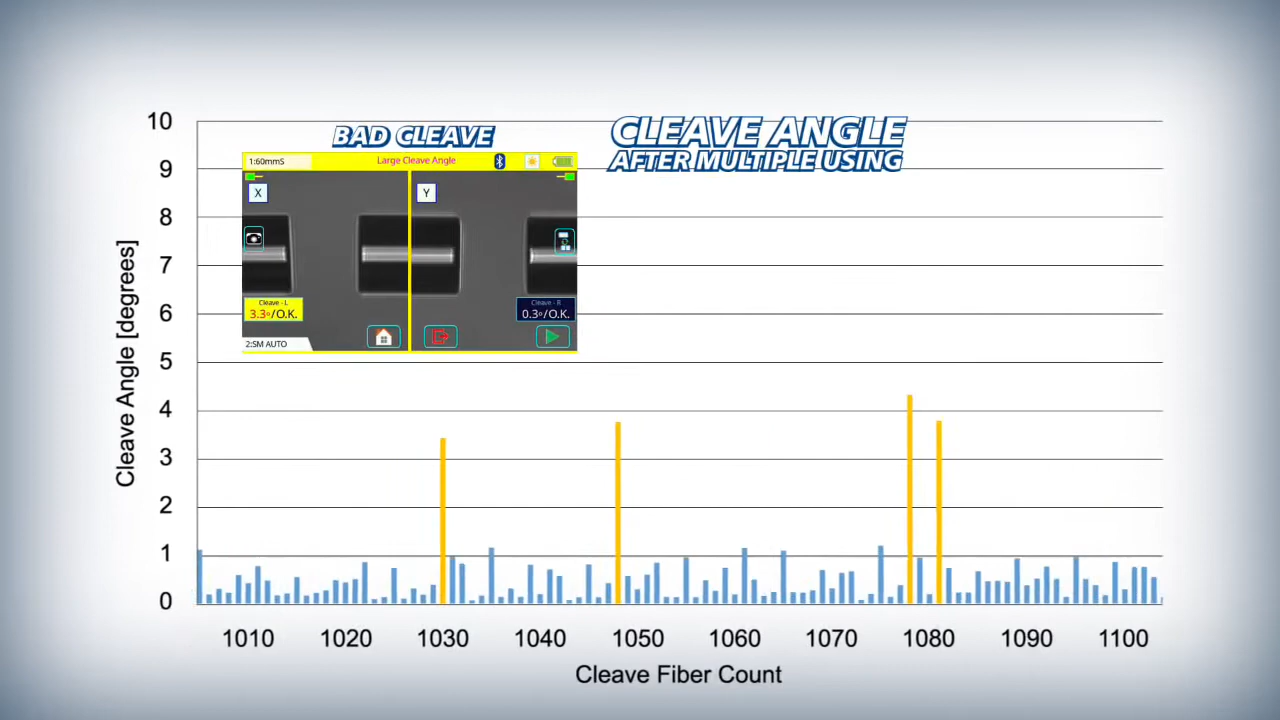 CLEAVE ANGLE
AFTER MULTIPLE USING
BAD CLEAVE
1:60mmS
Large Cleave Angle
X
Y
Cleave - L
3.3°/O.K.
Cleave - R
0.3°/O.K.
2:SM AUTO
Cleave Angle [degrees]
10
9
8
7
6
5
4
3
2
1
0
1010 1020 1030 1040 1050 1060 1070 1080 1090 1100
Cleave Fiber Count